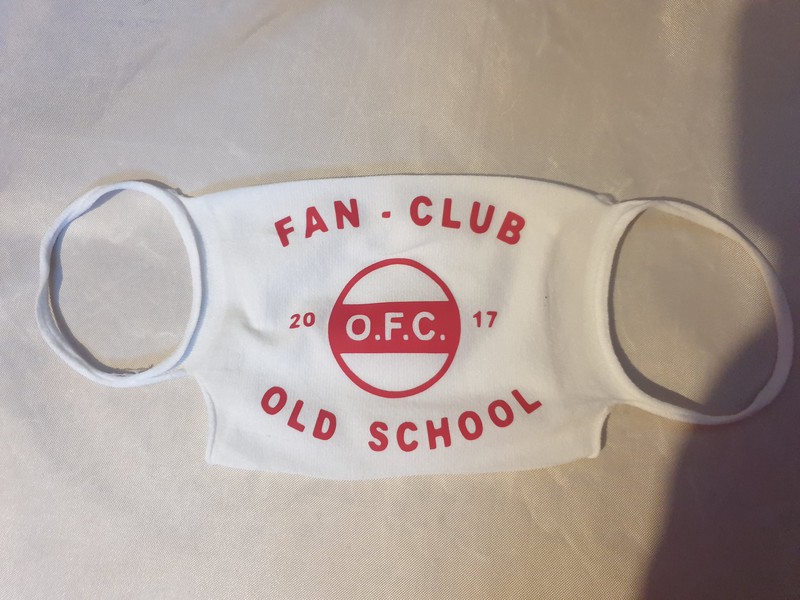 FAN - CLUB
20 O.F.C. 17
OLD SCHOOL